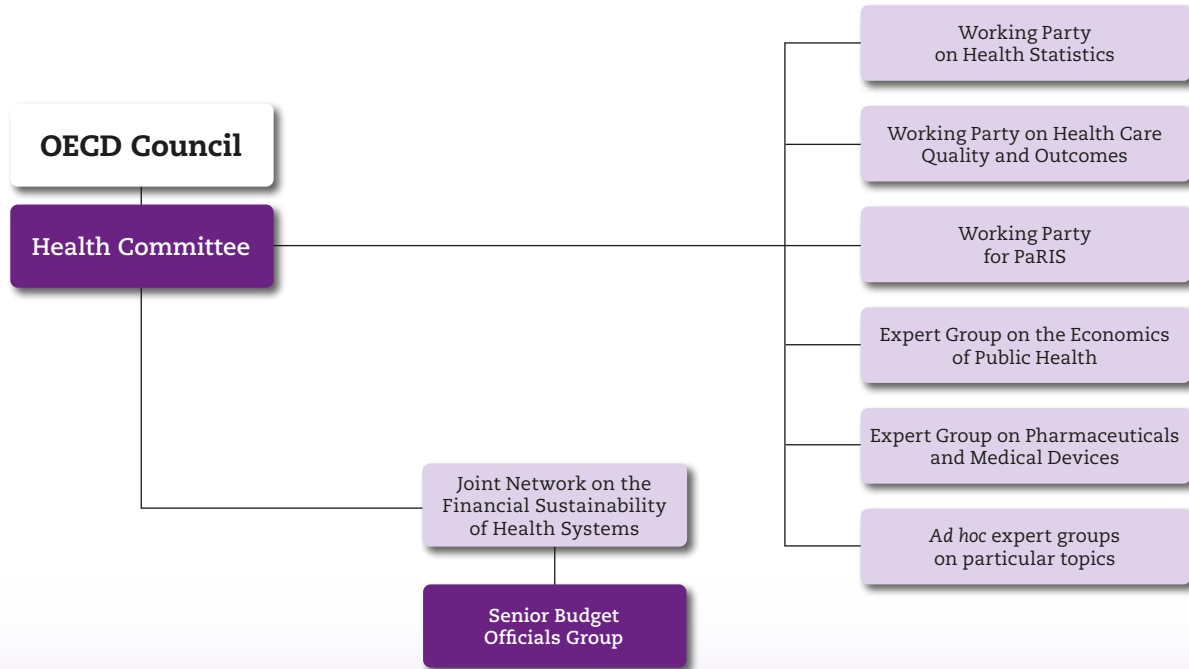 OECD Council
Health Committee
Working Party
on Health Statistics
Working Party on Health Care
Quality and Outcomes
Working Party
for PaRIS
Expert Group on the Economics
of Public Health
Expert Group on Pharmaceuticals
and Medical Devices
Ad hoc expert groups
on particular topics
Joint Network on the
Financial Sustainability
of Health Systems
Senior Budget
Officials Group